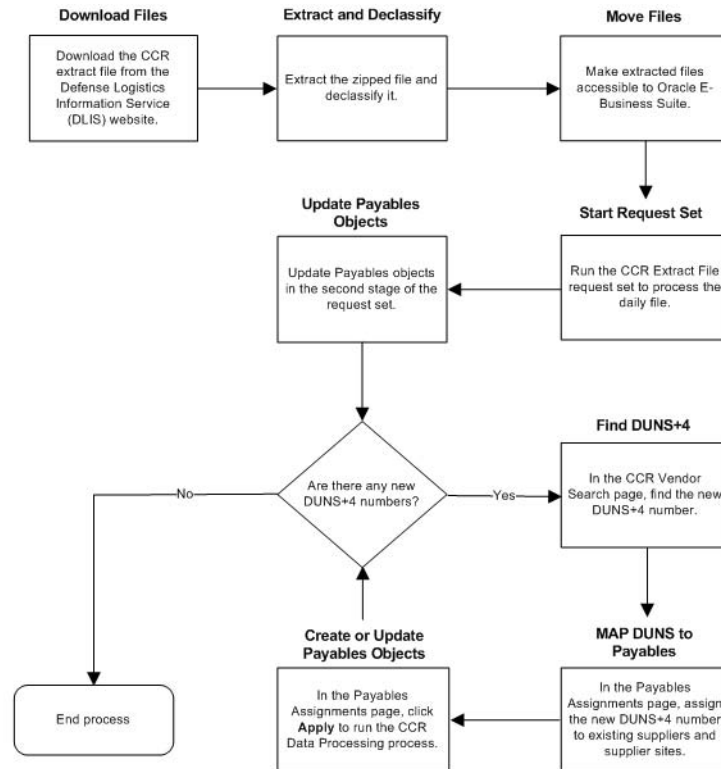 Download Files
Download the CCR
extract file from the
Defense Logistics
Information Service
(DLIS) website.
Extract and Declassify
Extract the zipped file and
declassify it.
Move Files
Make extracted files
accessible to Oracle E-
Business Suite.
Start Request Set
Run the CCR Extract File
request set to process the
daily file.
Update Payables
Objects
Update Payables objects
in the second stage of the
request set.
Are there any new
DUNS+4 numbers?
No
Yes
Find DUNS+4
In the CCR Vendor
Search page, find the new
DUNS+4 number.
MAP DUNS to
Payables
In the Payables
Assignments page, assign
the new DUNS+4 number
to existing suppliers and
supplier sites.
Create or Update
Payables Objects
In the Payables
Assignments page, click
Apply to run the CCR
Data Processing process.
End process